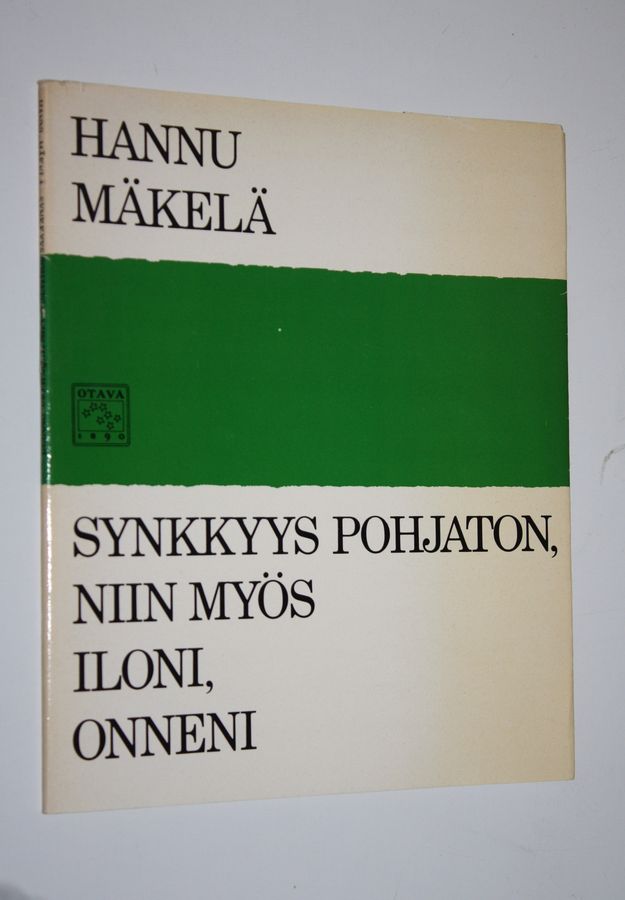 HANNU
MÄKELÄ
OTAVA
1890
SYNKKYYS POHJATON,
NIIN MYÖS
ILONI,
ONNENI